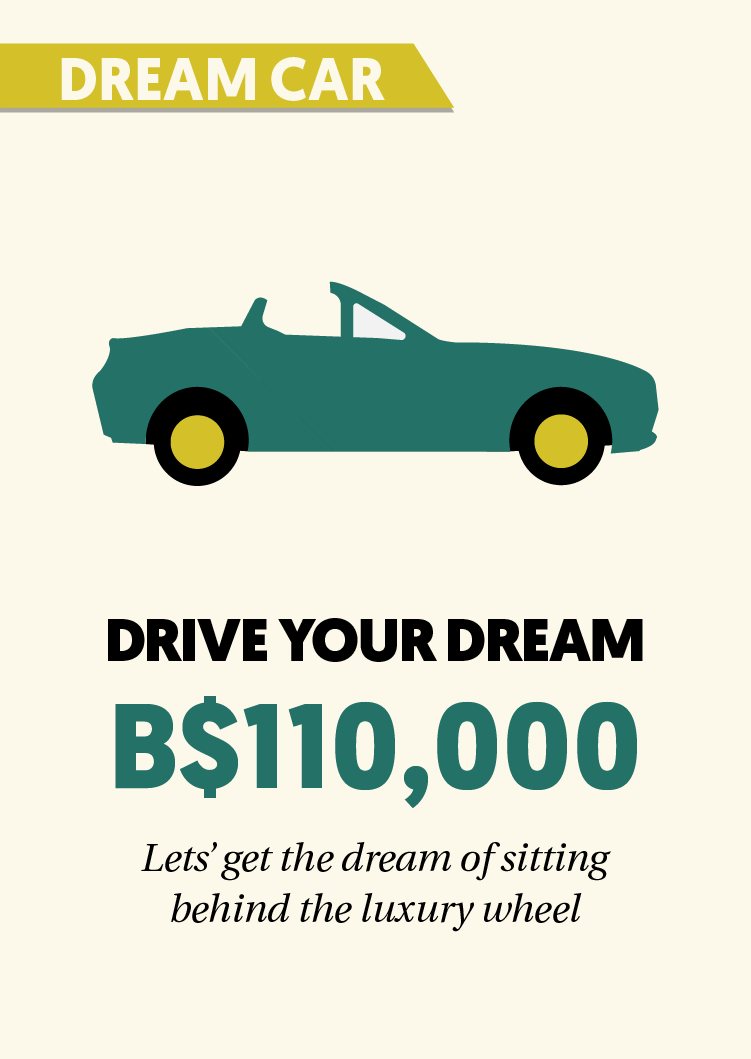 DREAM CAR
DRIVE YOUR DREAM
B$110,000
Lets’ get the dream of sitting
behind the luxury wheel